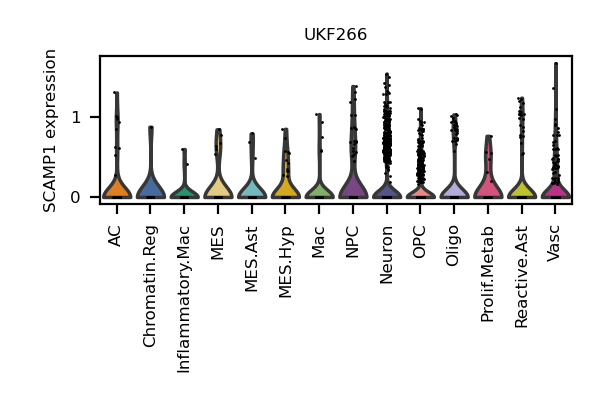 UKF266
SCAMP1 expression
1
0
AC
Chromatin.Reg
Inflammatory.Mac
MES
MES.Ast
MES.Hyp
Mac
NPC
Neuron
OPC
Oligo
Prolif.Metab
Reactive.Ast
Vasc